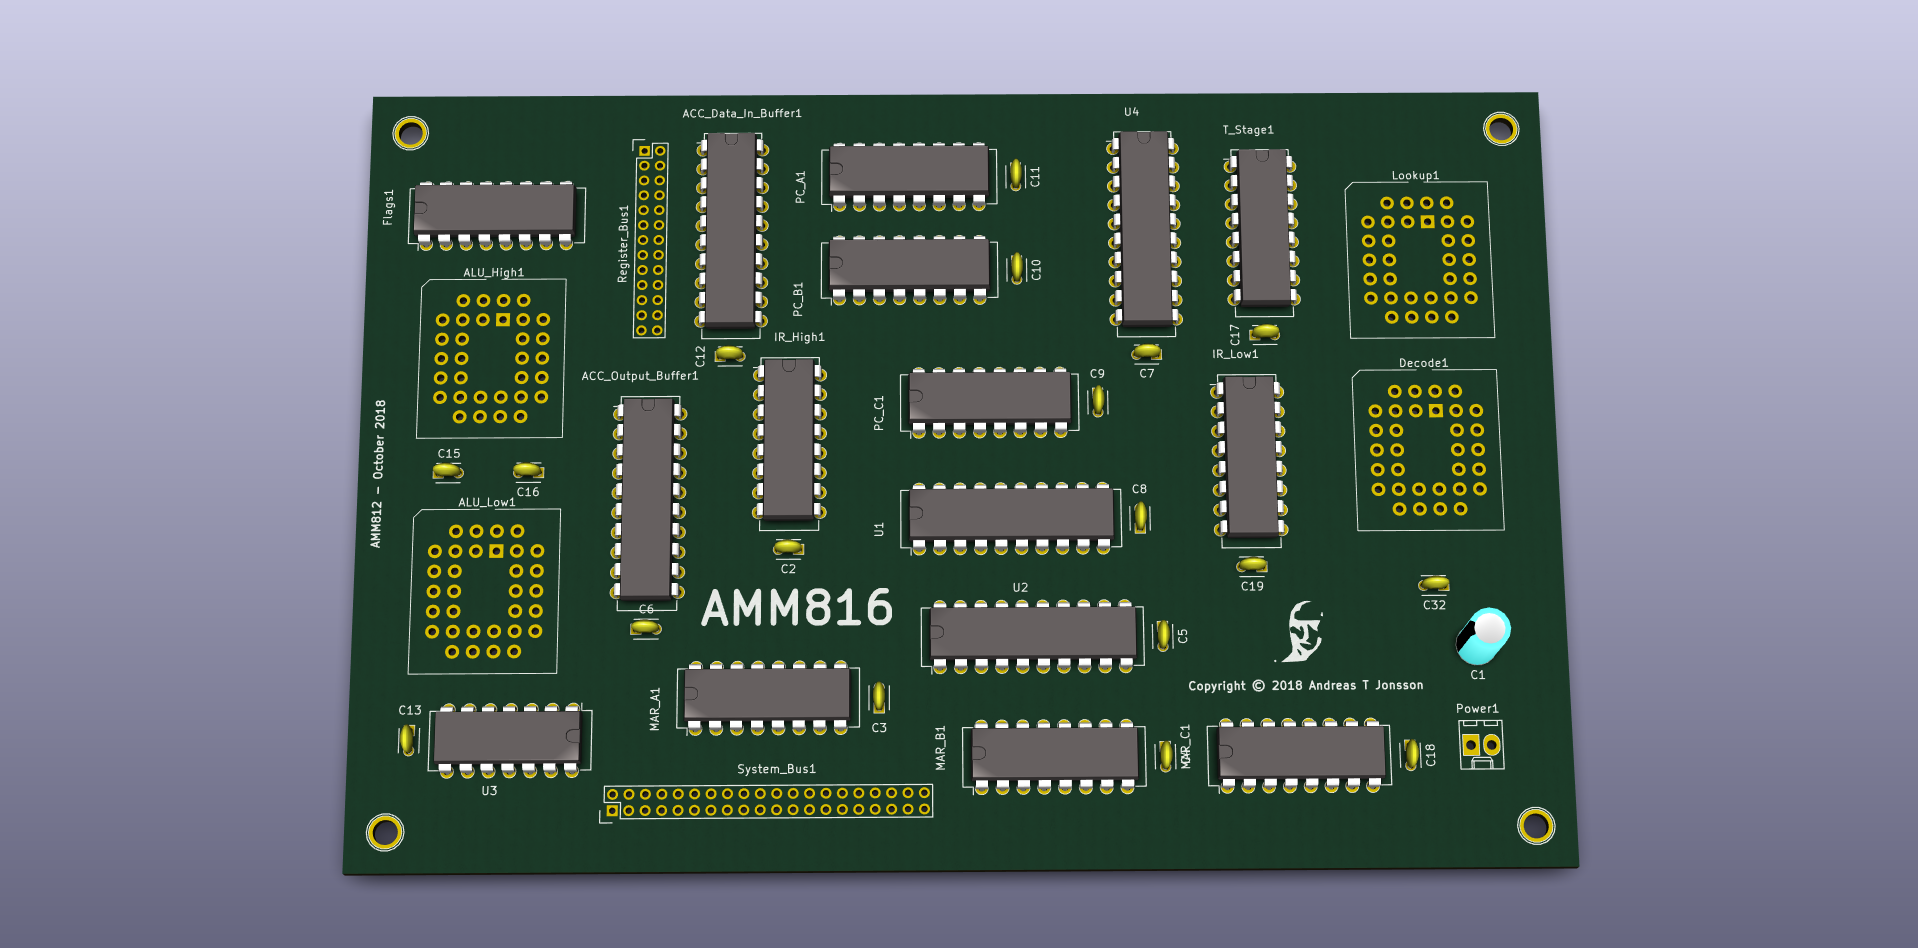 ACC_Data_In_Buffer1
U4
T_Stage1
Flags1
Register_Bus1
PC_A1
C11
Lookup1
ALU_High1
PC_B1
C10
C12
IR_High1
C17
IR_Low1
C7
Decode1
ACC_Output_Buffer1
PC_C1
C9
AMM812 – October 2018
C15
C16
ALU_Low1
U1
C8
C2
C19
C32
C6
AMM816
U2
C5
C1
Copyright © 2018 Andreas T Jonsson
MAR_A1
C3
C13
U3
System_Bus1
MAR_B1
MAR_C1
C18
Power1